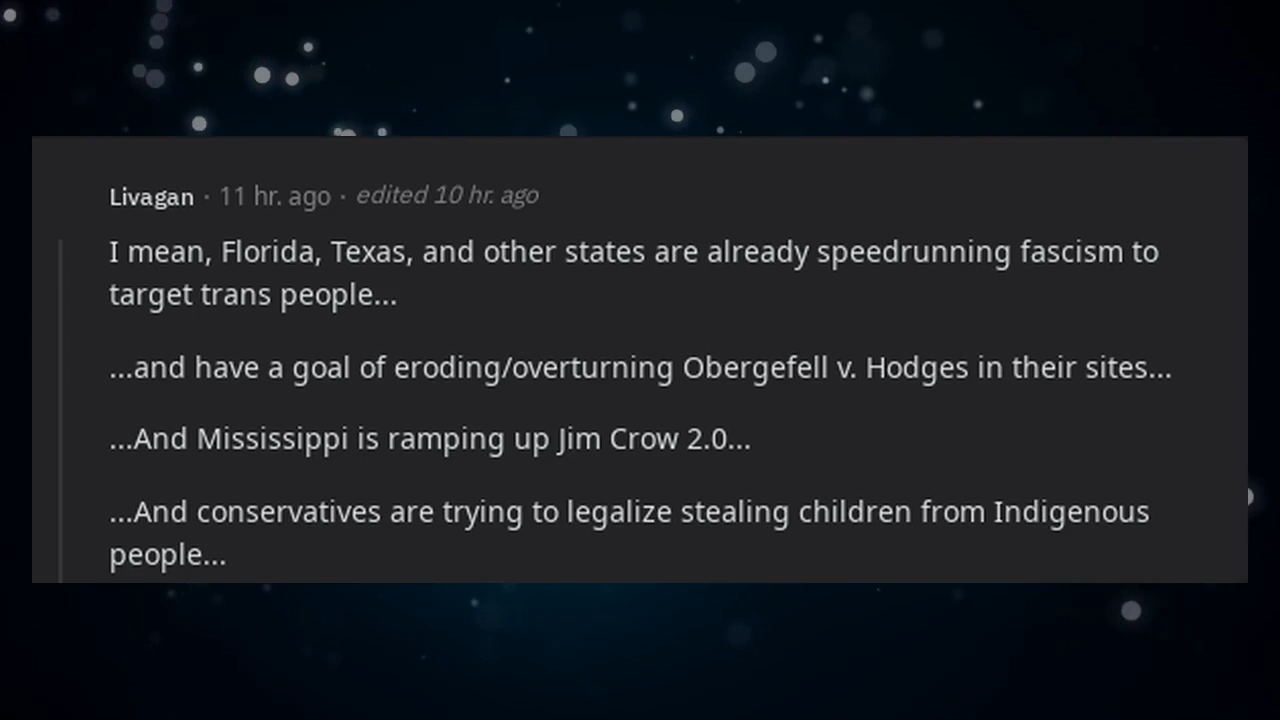 Livagan · 11 hr. ago · edited 10 hr. ago
I mean, Florida, Texas, and other states are already speedrunning fascism to
target trans people...
...and have a goal of eroding/overturning Obergefell v. Hodges in their sites...
...And Mississippi is ramping up Jim Crow 2.0...
...And conservatives are trying to legalize stealing children from Indigenous
people...